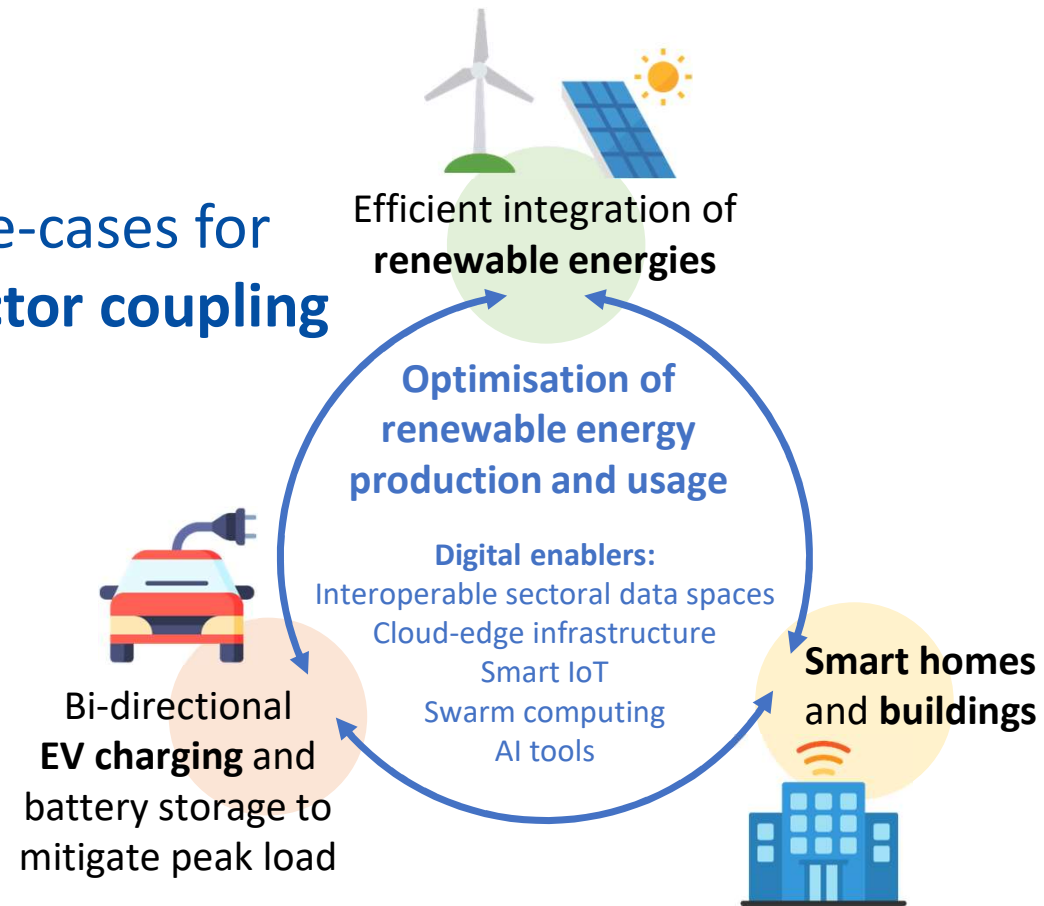 e-cases for
ctor coupling
Efficient integration of
renewable energies
Optimisation of
renewable energy
production and usage
Digital enablers:
Interoperable sectoral data spaces
Cloud-edge infrastructure
Smart IoT
Swarm computing
AI tools
Smart homes
and buildings
Bi-directional
EV charging and
battery storage to
mitigate peak load